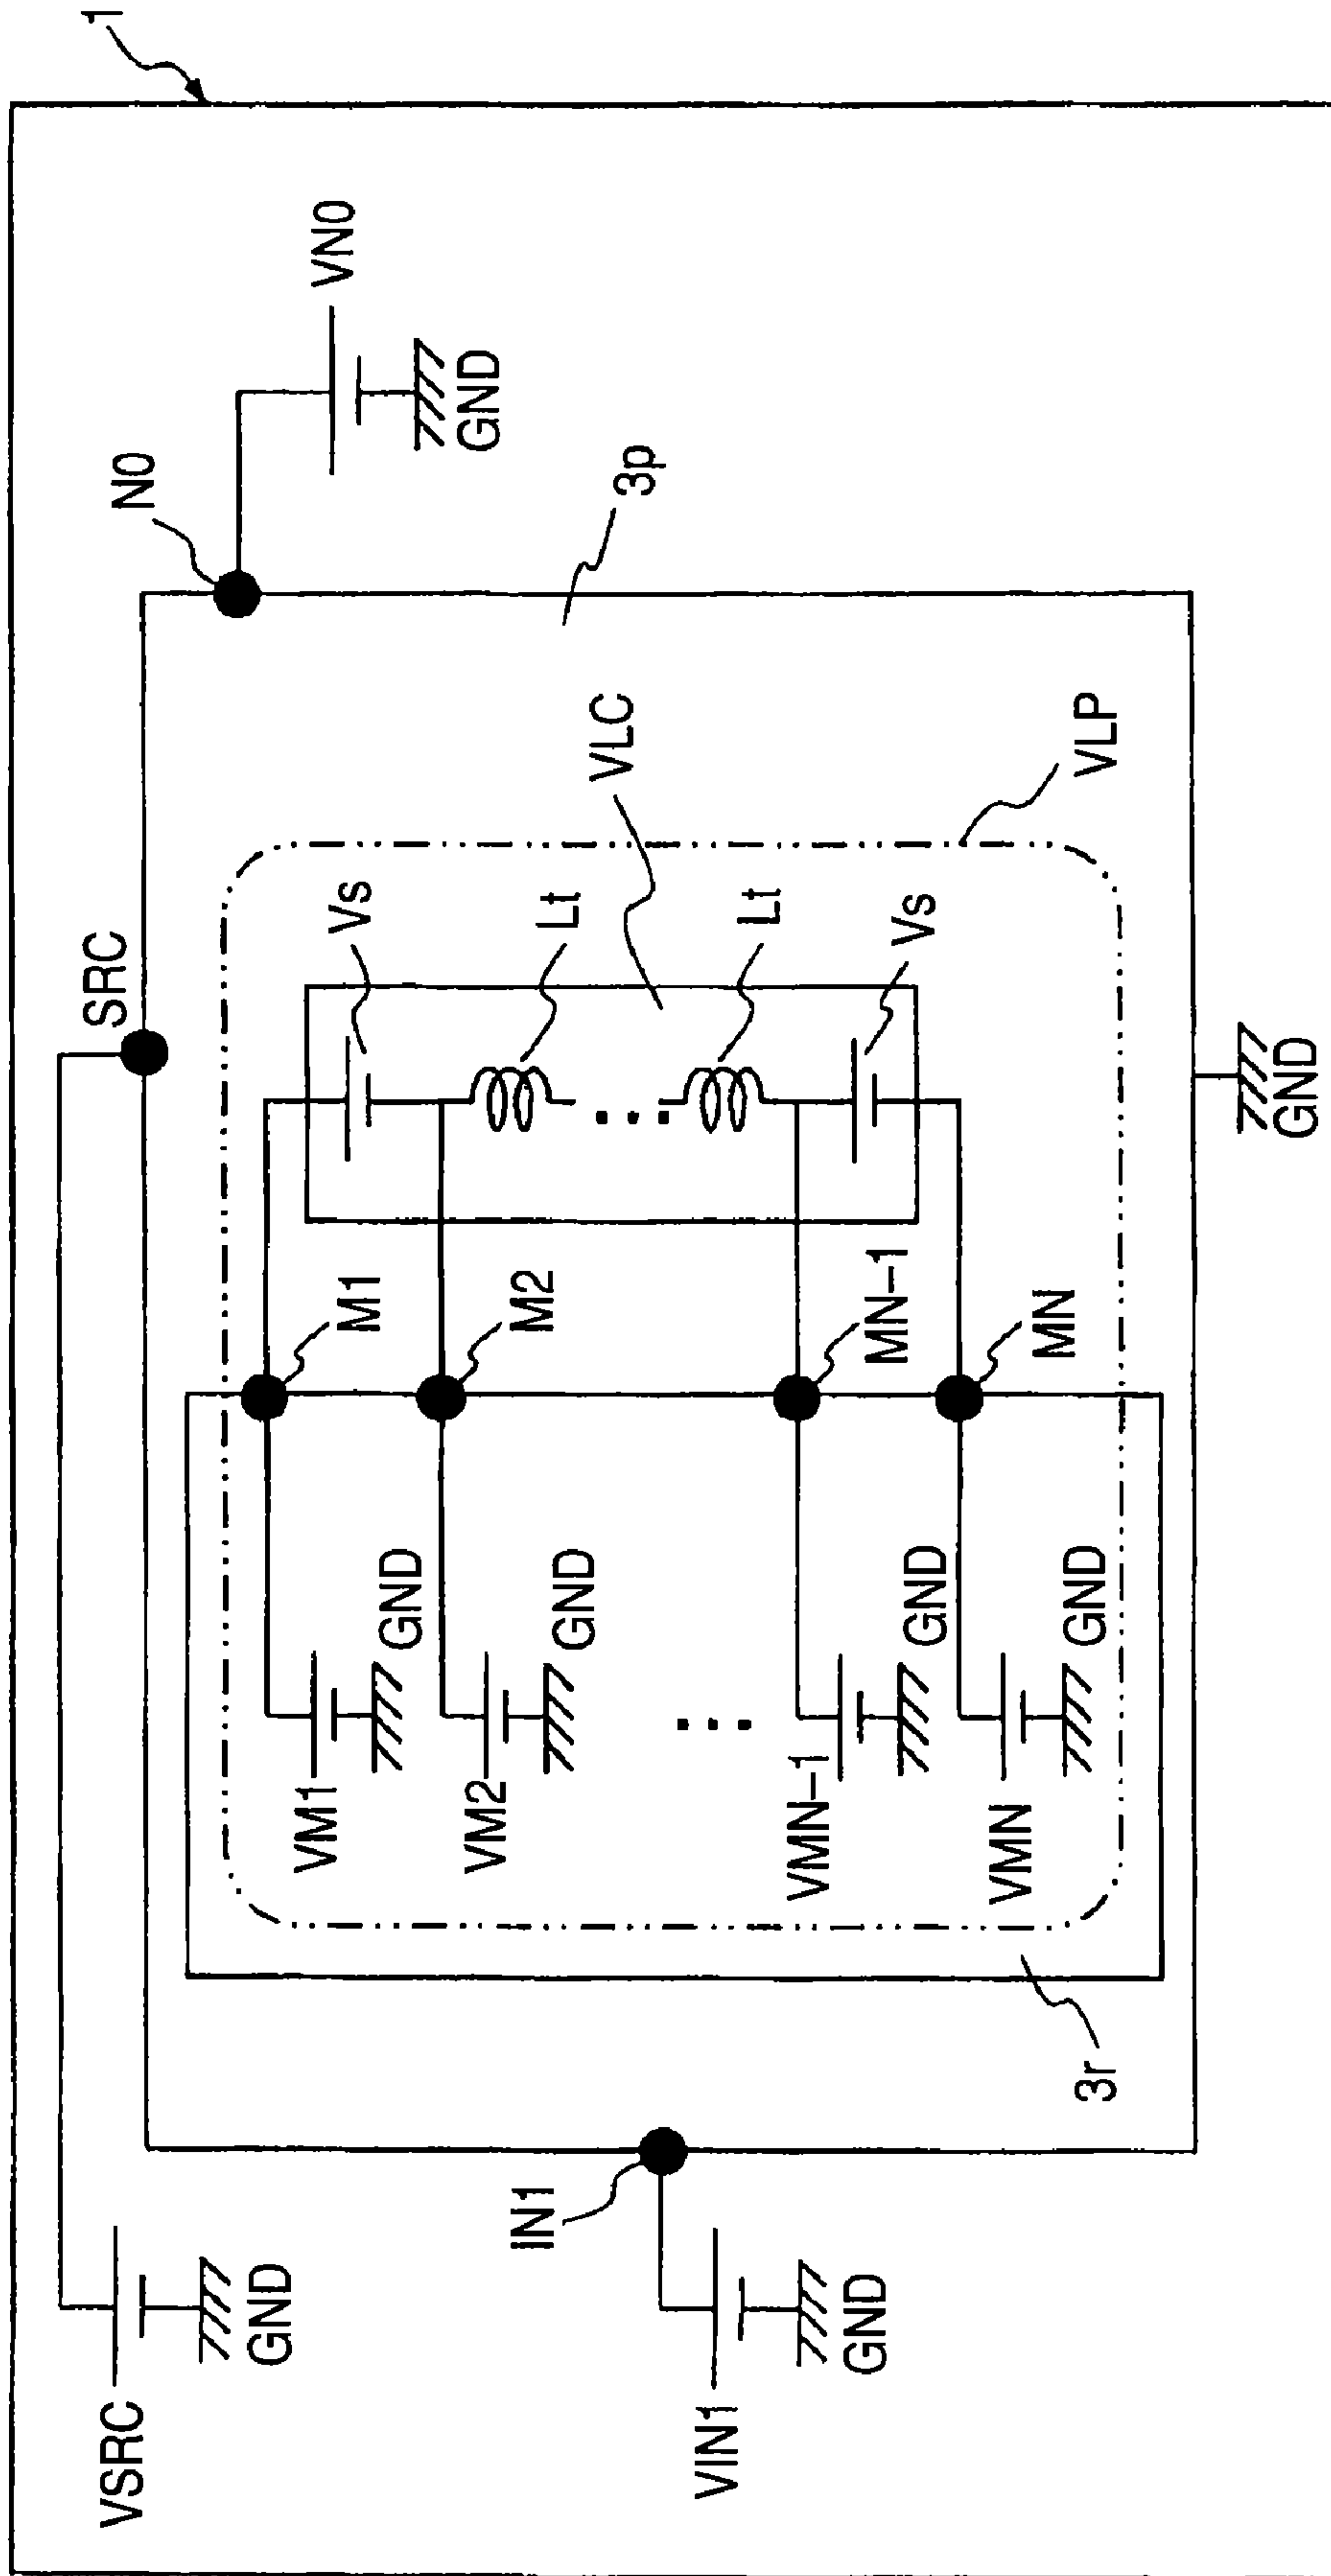 1
VSRC
GND
SRC
N0
VN0
GND
VM1
GND
M1
Vs
VM2
GND
M2
Lt
VLC
3p
IN1
VIN1
GND
...
...
Lt
VMN-1
GND
MN-1
Vs
VMN
GND
MN
VLP
3r
GND